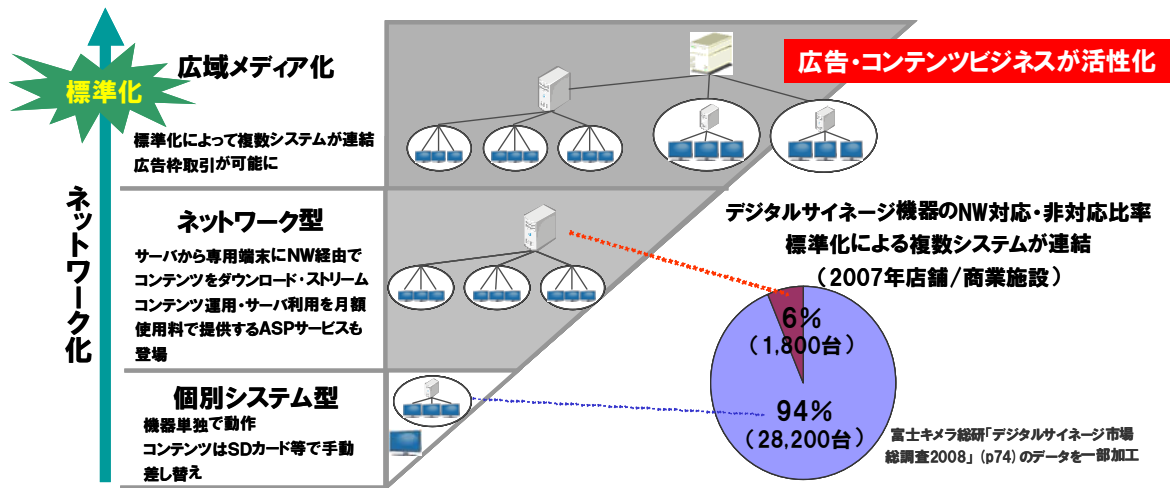 標準化
広域メディア化
標準化によって複数システムが連結
広告枠取引が可能に
広告・コンテンツビジネスが活性化
ネットワーク化
ネットワーク型
サーバから専用端末にNW経由で
コンテンツをダウンロード・ストリーム
コンテンツ運用・サーバ利用を月額
使用料で提供するASPサービスも
登場
個別システム型
機器単独で動作
コンテンツはSDカード等で手動
差し替え
デジタルサイネージ機器のNW対応・非対応比率
標準化による複数システムが連結
（2007年店舗/商業施設）
6%
（1,800台）
94%
（28,200台）
富士キメラ総研「デジタルサイネージ市場
総調査2008」（p74）のデータを一部加工